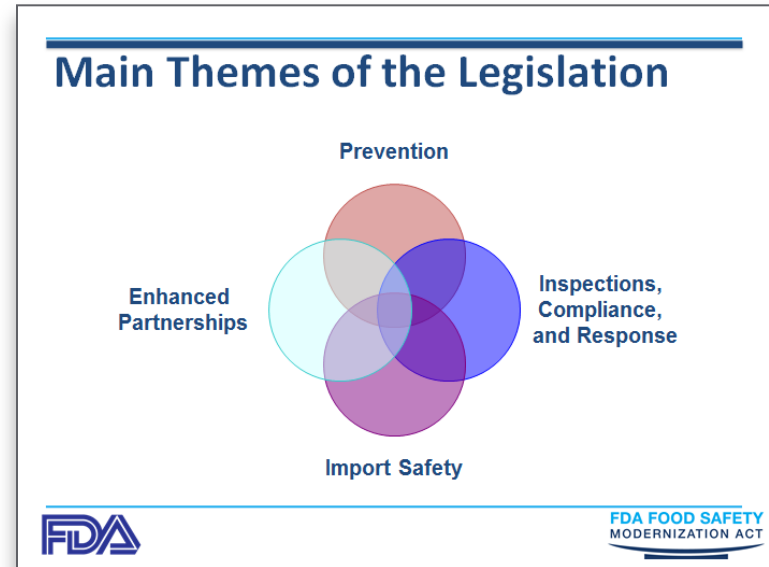 Main Themes of the Legislation
Prevention
Enhanced
Partnerships
Inspections,
Compliance,
and Response
Import Safety
FDA
FDA FOOD SAFETY
MODERNIZATION ACT